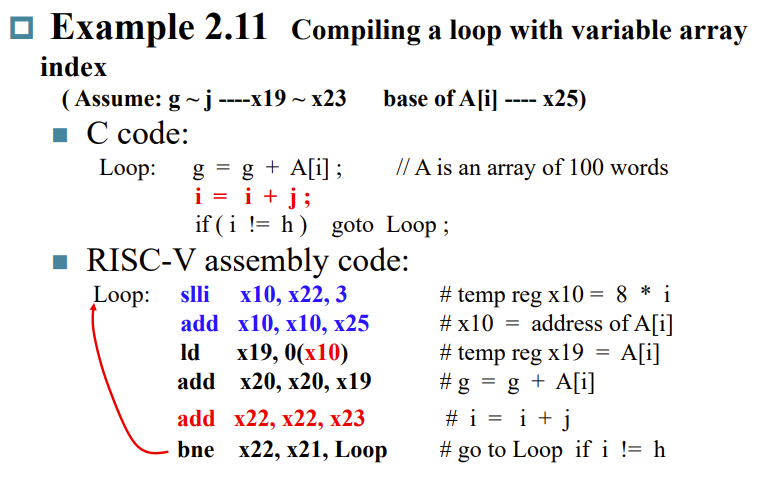 Example 2.11 Compiling a loop with variable array
index
( Assume: g ~ j ----x19 ~ x23 base of A[i] ---- x25)
C code:
Loop: g = g + A[i] ; // A is an array of 100 words
i = i + j ;
if ( i != h ) goto Loop ;
RISC-V assembly code:
Loop: slli x10, x22, 3 # temp reg x10 = 8 * i
add x10, x10, x25 # x10 = address of A[i]
ld x19, 0(x10) # temp reg x19 = A[i]
add x20, x20, x19 # g = g + A[i]
add x22, x22, x23 # i = i + j
bne x22, x21, Loop # go to Loop if i != h